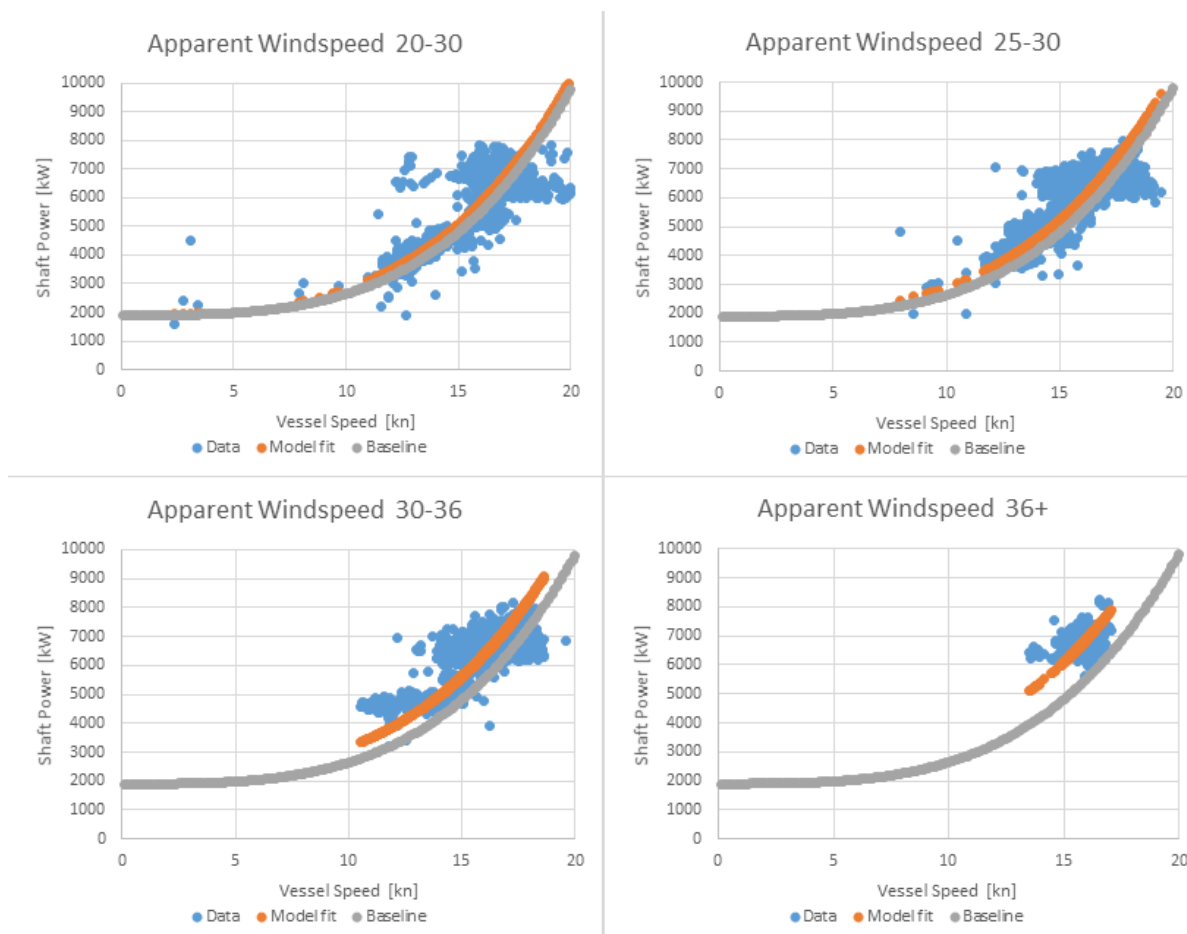 Apparent Windspeed 20-30
10000
9000
8000
7000
6000
5000
4000
3000
2000
1000
0
Shaft Power [kW]
0 5 10 15 20
Vessel Speed [kn]
Data Model fit Baseline
Apparent Windspeed 25-30
10000
9000
8000
7000
6000
5000
4000
3000
2000
1000
0
Shaft Power [kW]
0 5 10 15 20
Vessel Speed [kn]
Data Model fit Baseline
Apparent Windspeed 30-36
10000
9000
8000
7000
6000
5000
4000
3000
2000
1000
0
Shaft Power [kW]
0 5 10 15 20
Vessel Speed [kn]
Data Model fit Baseline
Apparent Windspeed 36+
10000
9000
8000
7000
6000
5000
4000
3000
2000
1000
0
Shaft Power [kW]
0 5 10 15 20
Vessel Speed [kn]
Data Model fit Baseline